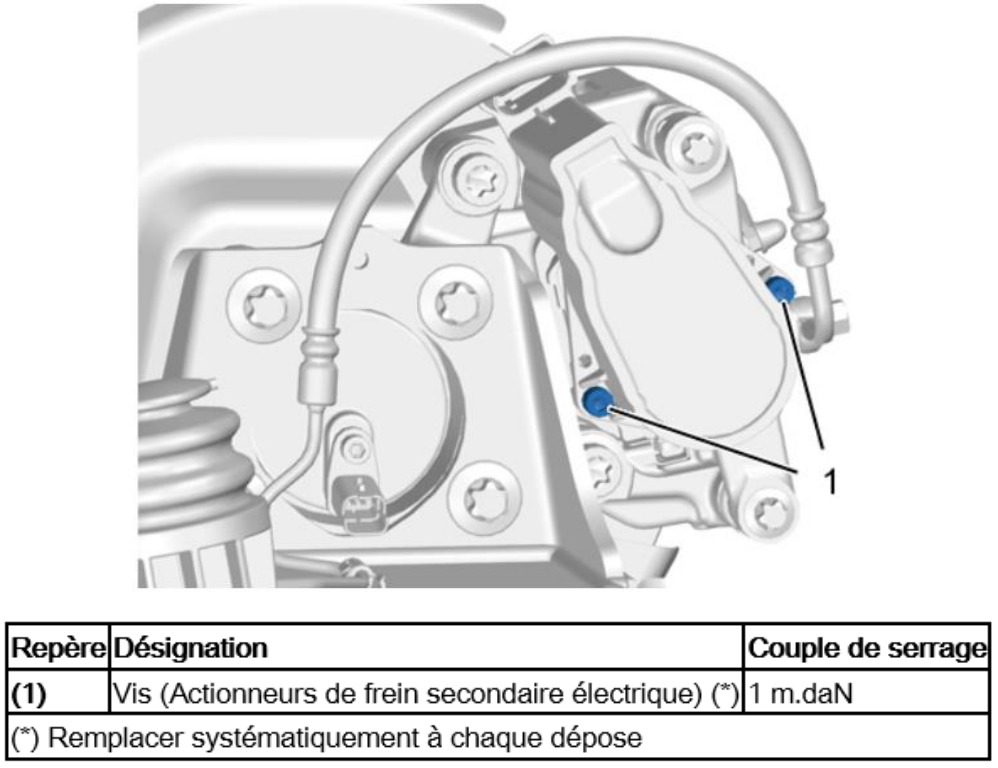 1
Repère Désignation Couple de serrage
(1) Vis (Actionneurs de frein secondaire électrique) (*) 1 m.daN
(*) Remplacer systématiquement à chaque dépose